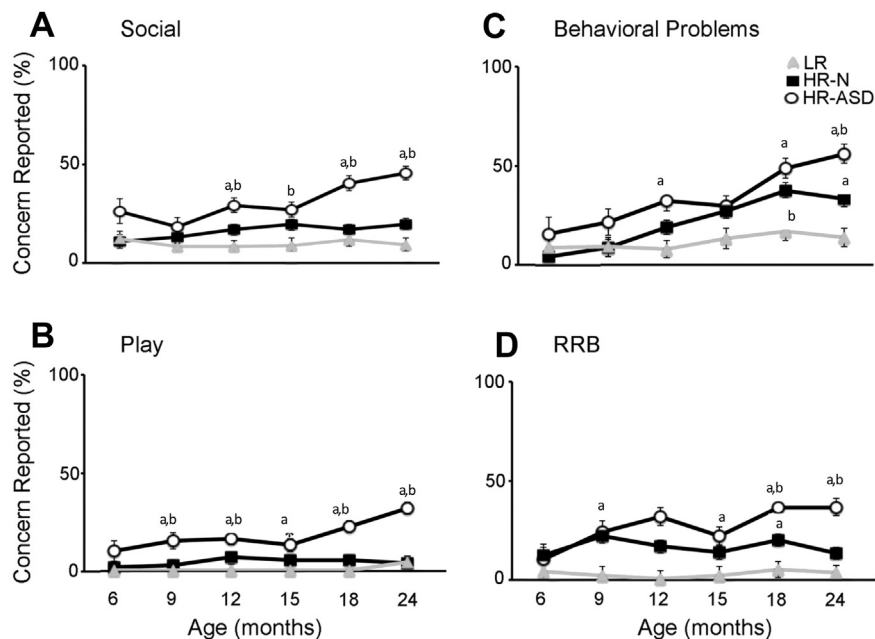 A Social
Concern Reported (%)
100
50
0
a,b
b
a,b
a,b
B Play
Concern Reported (%)
100
50
0
a,b
a,b
a
a,b
a,b
6 9 12 15 18 24
Age (months)
C Behavioral Problems
LR
HR-N
HR-ASD
100
50
0
a
a
a,b
a
b
D RRB
100
50
0
a
a
a,b
a,b
a
6 9 12 15 18 24
Age (months)